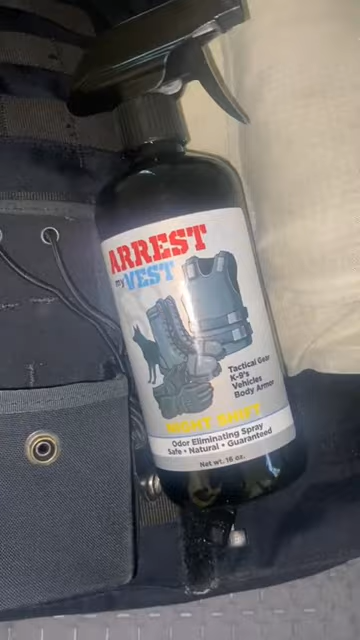 ARREST
my VEST
Tactical Gear
K-9's
Vehicles
Body Armor
NIGHT SHIFT
Odor Eliminating Spray
Safe • Natural • Guaranteed
Net wt. 16 oz.